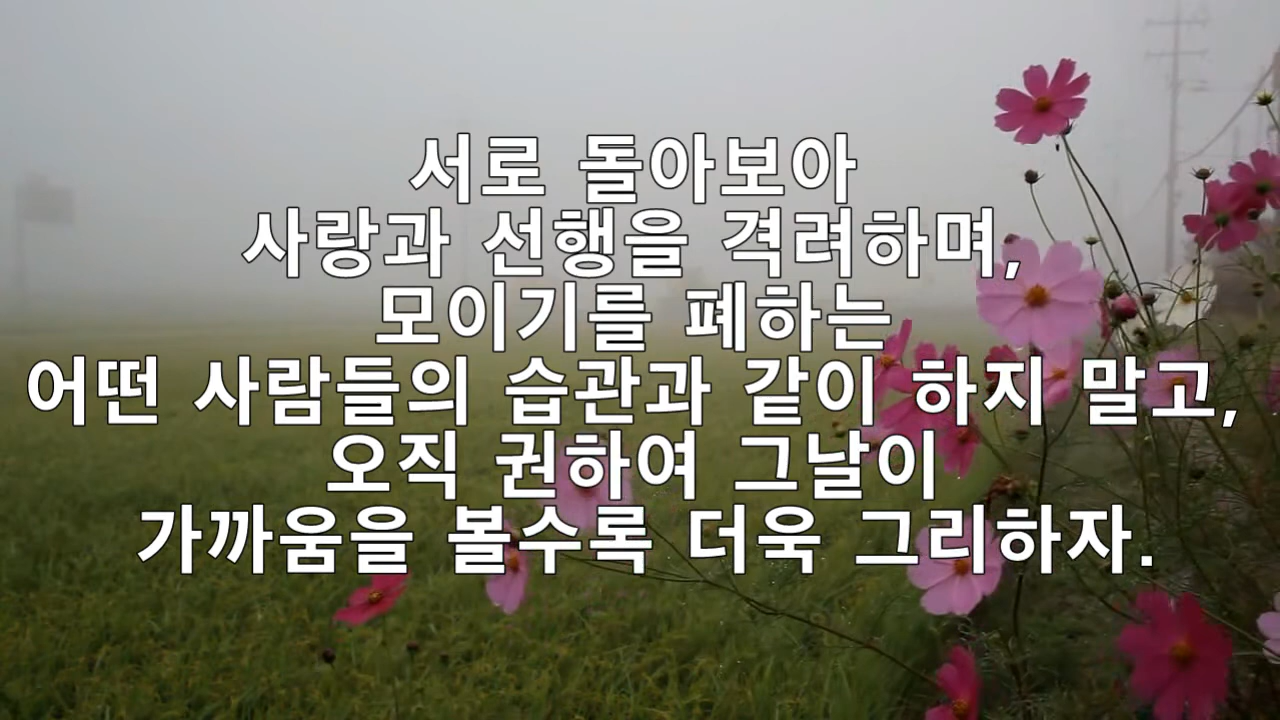 서로 돌아보아
사랑과 선행을 격려하며,
모이기를 폐하는
어떤 사람들의 습관과 같이 하지 말고,
오직 권하여 그날이
가까움을 볼수록 더욱 그리하자.